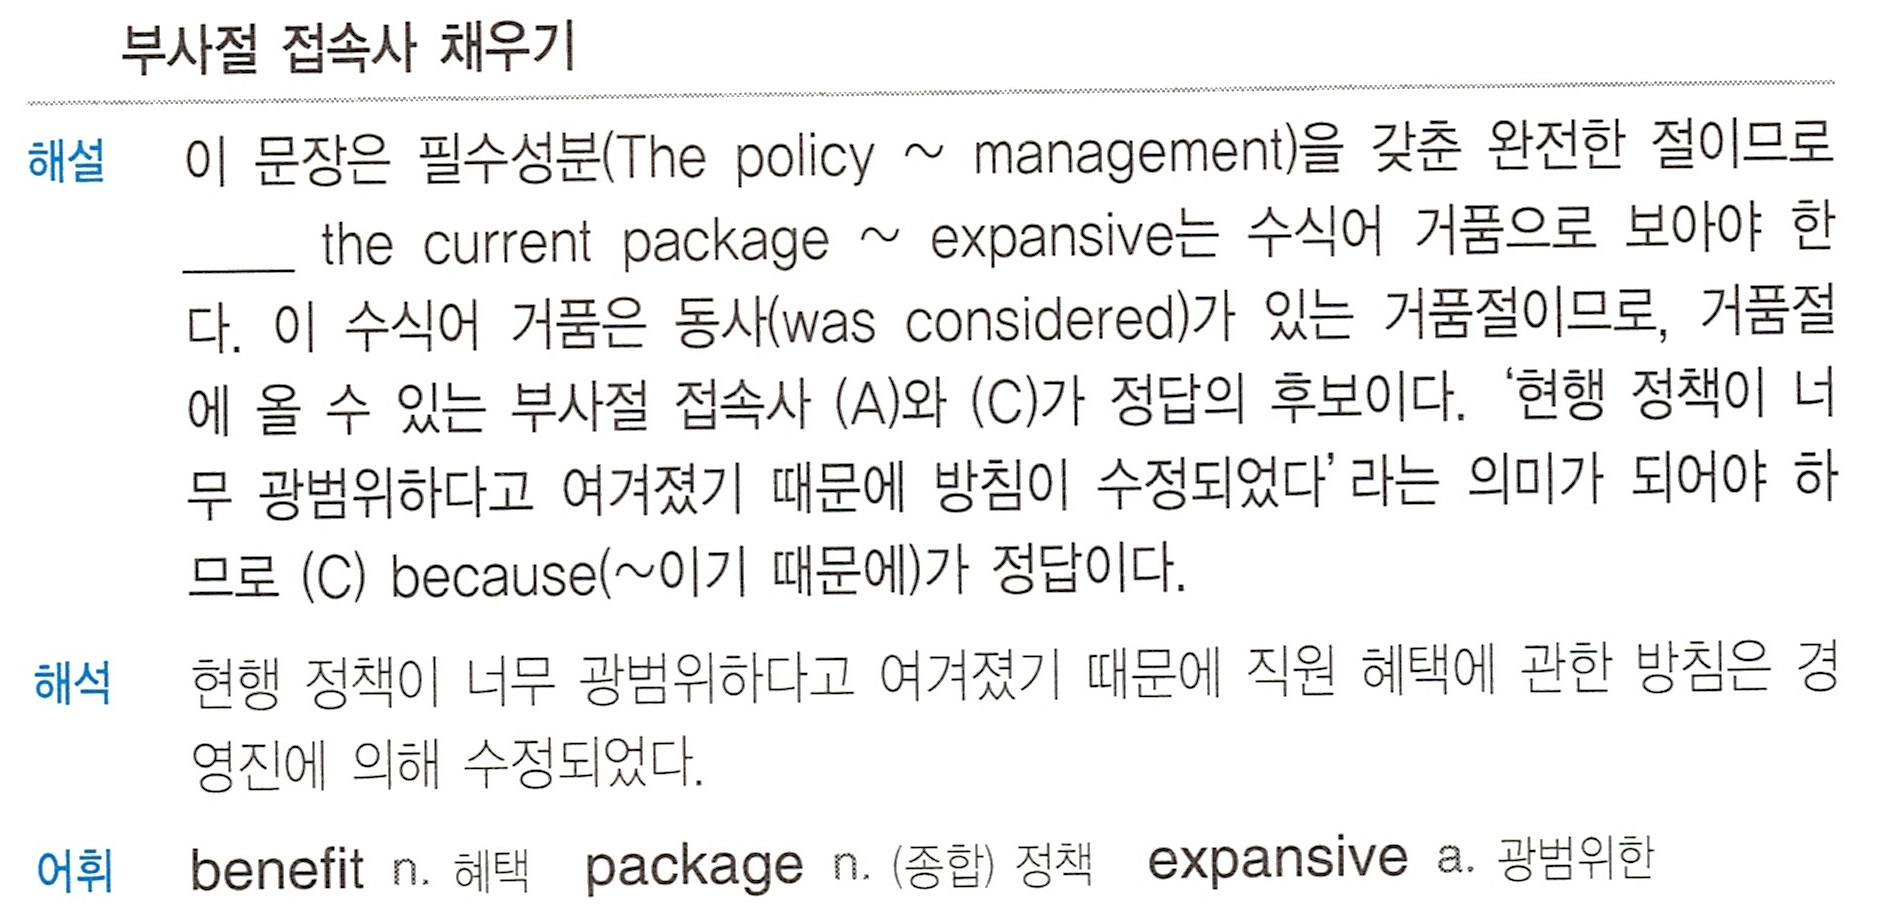 부사절 접속사 채우기
해설 이 문장은 필수성분(The policy ~ management)을 갖춘 완전한 절이므로
____ the current package ~ expansive는 수식어 거품으로 보아야 한
다. 이 수식어 거품은 동사(was considered)가 있는 거품절이므로, 거품절
에 올 수 있는 부사절 접속사 (A)와 (C)가 정답의 후보이다. ‘현행 정책이 너
무 광범위하다고 여겨졌기 때문에 방침이 수정되었다’라는 의미가 되어야 하
므로 (C) because(~이기 때문에)가 정답이다.
해석 현행 정책이 너무 광범위하다고 여겨졌기 때문에 직원 혜택에 관한 방침은 경
영진에 의해 수정되었다.
어휘 benefit n. 혜택 package n. (종합) 정책 expansive a. 광범위한